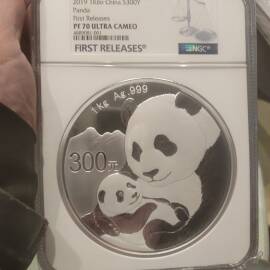 2019 1Kilo China S300Y
Panda
First Releases
PF 70 ULTRA CAMEO
FIRST RELEASES
NGC
1kg Ag.999
300元